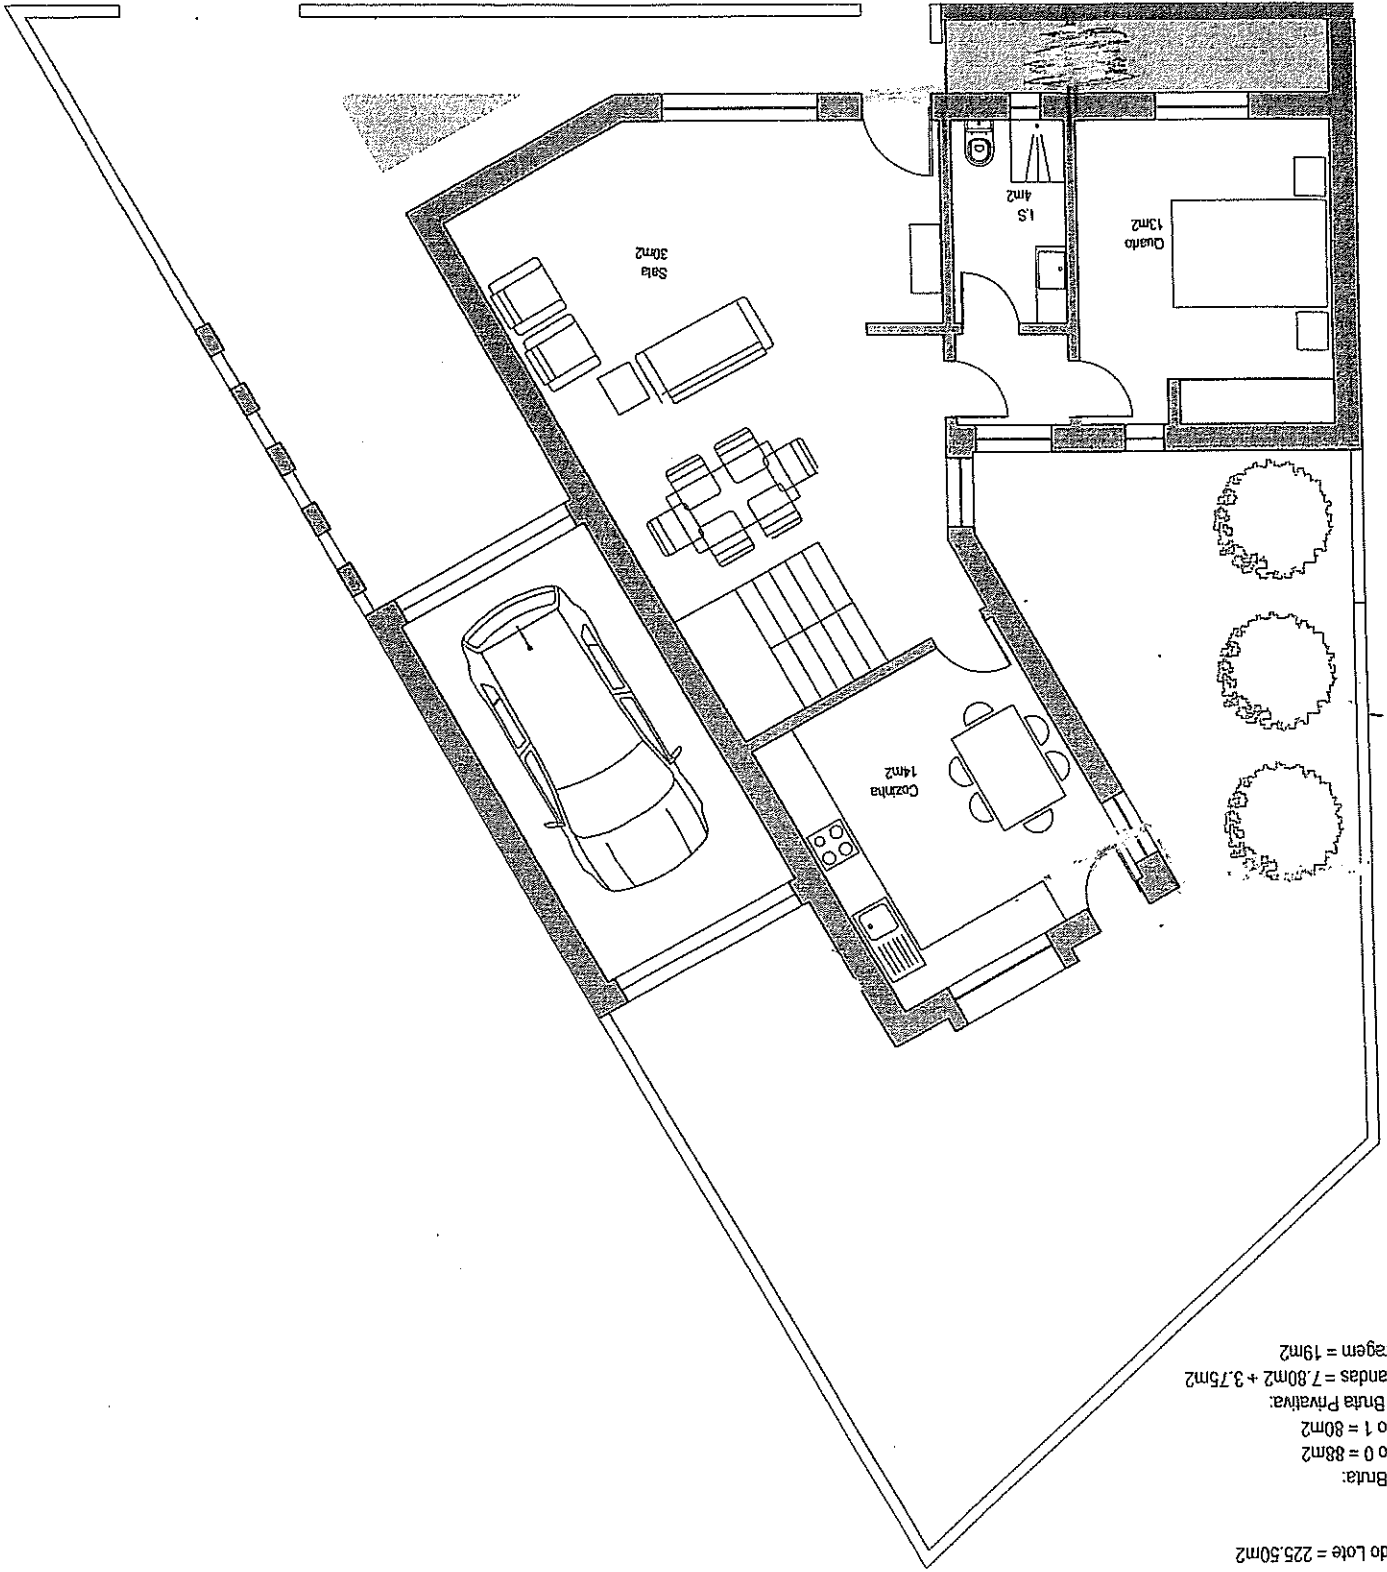 do Lote = 225.50m2
Bruta:
o 0 = 88m2
o 1 = 80m2
Bruta Privativa:
andas = 7.80m2 + 3.75m2
ragem = 19m2
Cozinha
14m2
Sala
30m2
I.S
4m2
Quarto
13m2